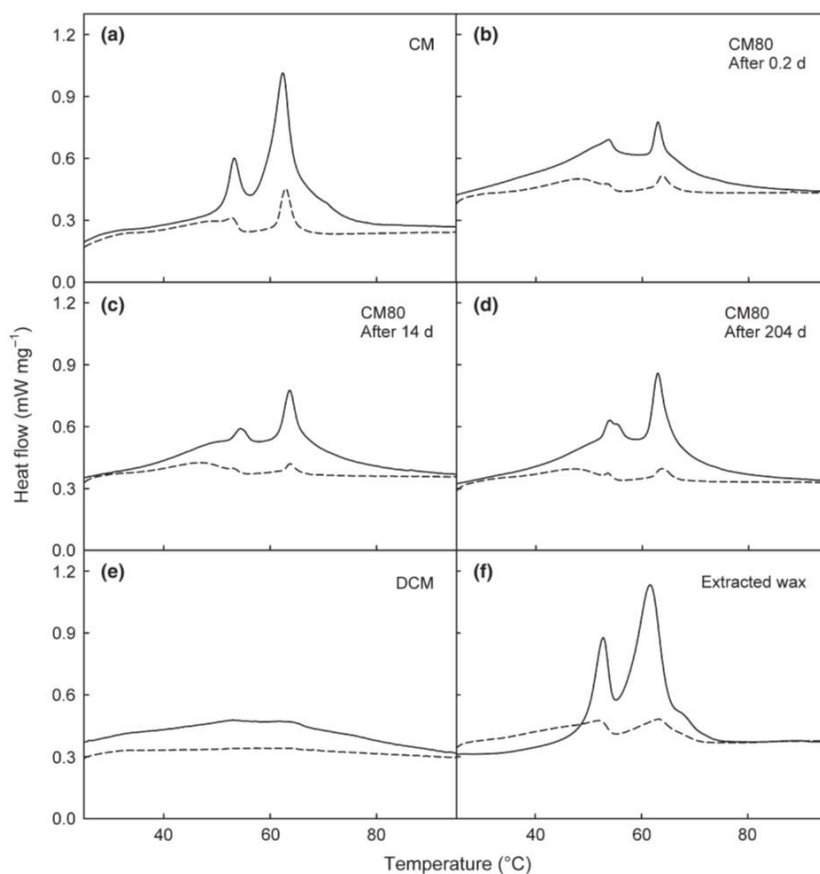 (a)
CM
(b)
CM80
After 0.2 d
1.2
0.9
0.6
0.3
0.0
(c)
CM80
After 14 d
(d)
CM80
After 204 d
1.2
0.9
0.6
0.3
0.0
Heat flow (mW mg⁻¹)
(e)
DCM
(f)
Extracted wax
1.2
0.9
0.6
0.3
0.0
40
60
80
40
60
80
Temperature (°C)